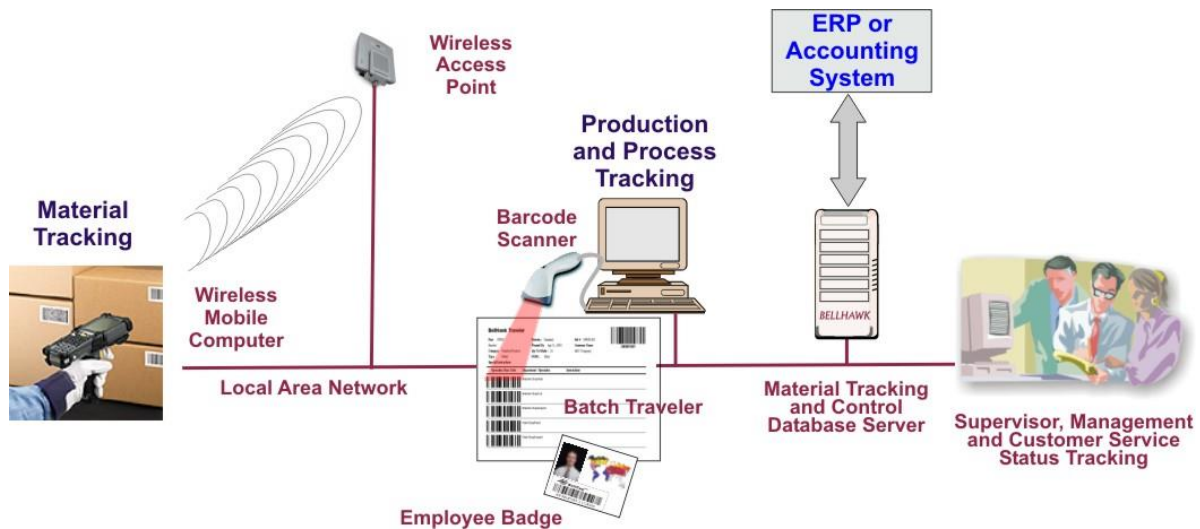 Wireless
Access
Point
ERP or
Accounting
System
Production
and Process
Tracking
Material
Tracking
Barcode
Scanner
Wireless
Mobile
Computer
BELLHAWK
BellHawk Traveler
Local Area Network
Batch Traveler
Material Tracking
and Control
Database Server
Supervisor, Management
and Customer Service
Status Tracking
Employee Badge